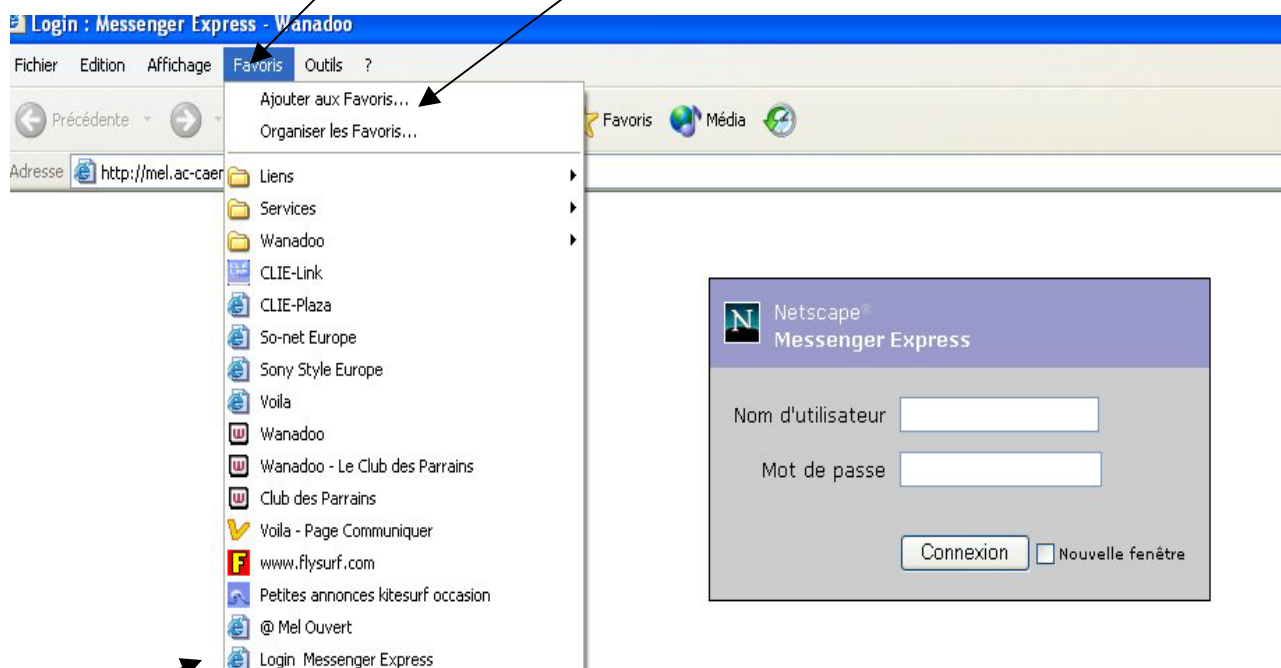 Login : Messenger Express - Wanadoo
Fichier Edition Affichage Favoris Outils ?
Ajouter aux Favoris...
Organiser les Favoris...
Précédente Favoris Média
Adresse http://mel.ac-caen
Liens
Services
Wanadoo
CLIE-Link
CLIE-Plaza
So-net Europe
Sony Style Europe
Voila
Wanadoo
Wanadoo - Le Club des Parrains
Club des Parrains
Voila - Page Communiquer
www.flysurf.com
Petites annonces kitesurf occasion
@ Mel Ouvert
Login Messenger Express
N Netscape®
Messenger Express
Nom d'utilisateur
Mot de passe
Connexion Nouvelle fenêtre